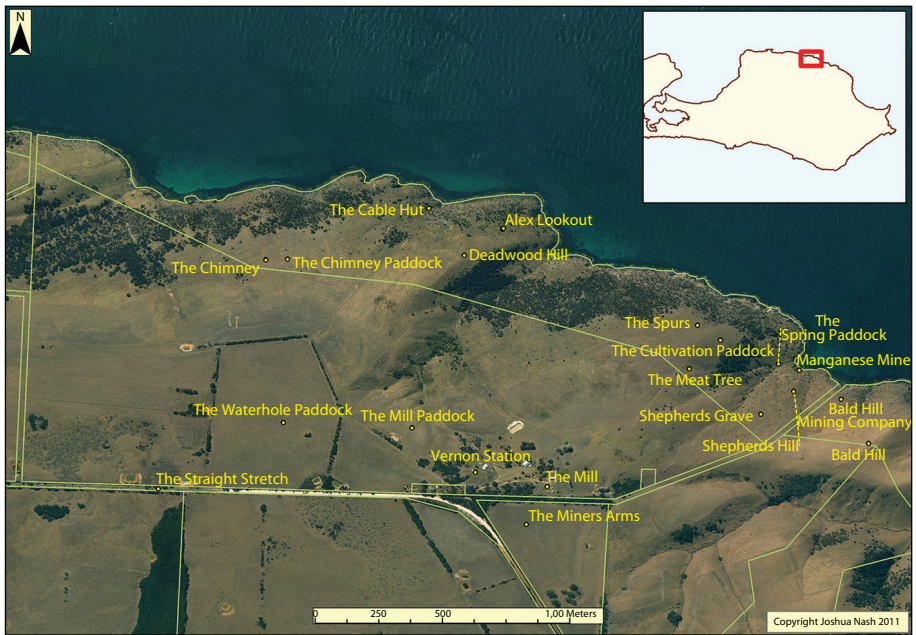 N
The Cable Hut
Alex Lookout
The Chimney
The Chimney Paddock
Deadwood Hill
The Spurs
The
Spring Paddock
The Cultivation Paddock
Manganese Mine
The Meat Tree
The Waterhole Paddock
The Mill Paddock
Shepherds Grave
Bald Hill
Mining Company
Shepherds Hill
Bald Hill
Vernon Station
The Straight Stretch
The Mill
The Miners Arms
0
250
500
1,00 Meters
Copyright Joshua Nash 2011